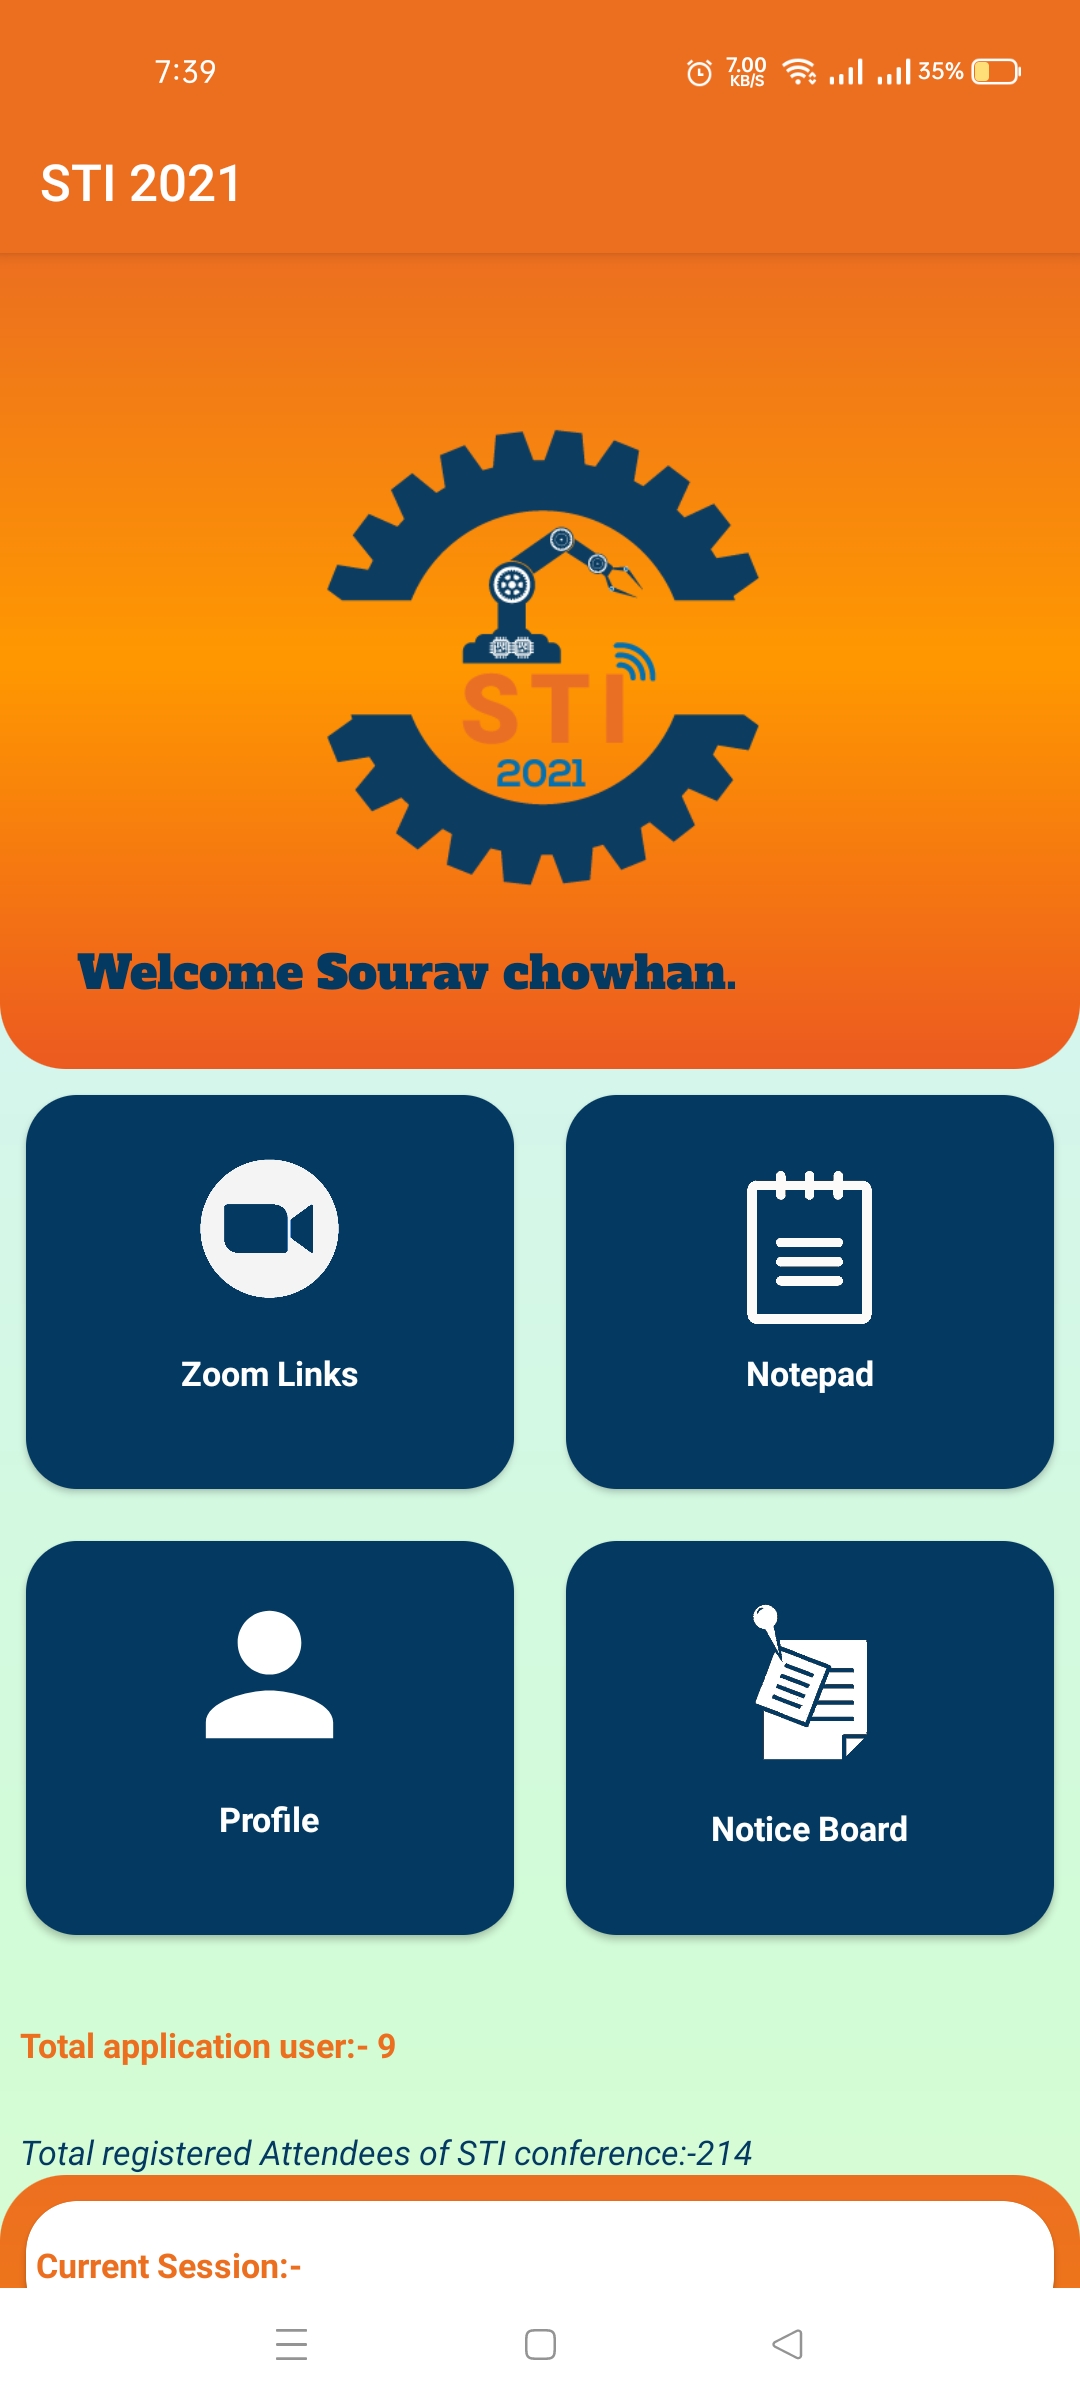 7:39
7.00
KB/S
35%
STI 2021
STI
2021
Welcome Sourav chowhan.
Zoom Links
Notepad
Profile
Notice Board
Total application user:- 9
Total registered Attendees of STI conference:-214
Current Session:-